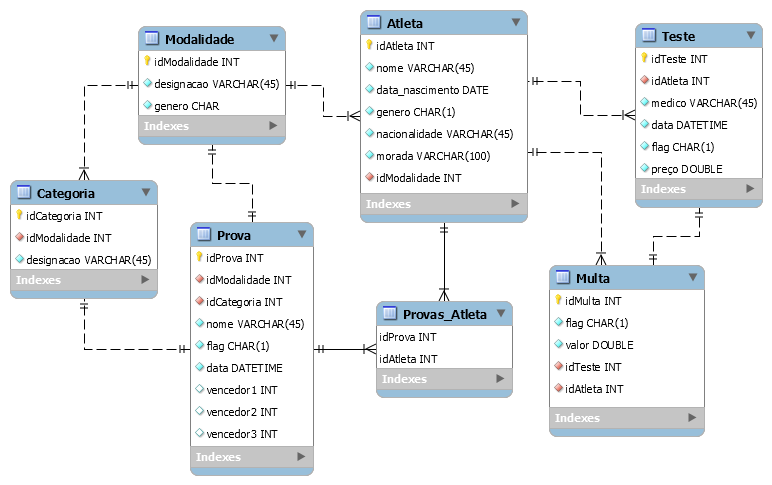 Modalidade
idModalidade INT
designacao VARCHAR(45)
genero CHAR
Indexes
Atleta
idAtleta INT
nome VARCHAR(45)
data_nascimento DATE
genero CHAR(1)
nacionalidade VARCHAR(45)
morada VARCHAR(100)
idModalidade INT
Indexes
Teste
idTeste INT
idAtleta INT
medico VARCHAR(45)
data DATETIME
flag CHAR(1)
preço DOUBLE
Indexes
Categoria
idCategoria INT
idModalidade INT
designacao VARCHAR(45)
Indexes
Prova
idProva INT
idModalidade INT
idCategoria INT
nome VARCHAR(45)
flag CHAR(1)
data DATETIME
vencedor1 INT
vencedor2 INT
vencedor3 INT
Indexes
Provas_Atleta
idProva INT
idAtleta INT
Indexes
Multa
idMulta INT
flag CHAR(1)
valor DOUBLE
idTeste INT
idAtleta INT
Indexes